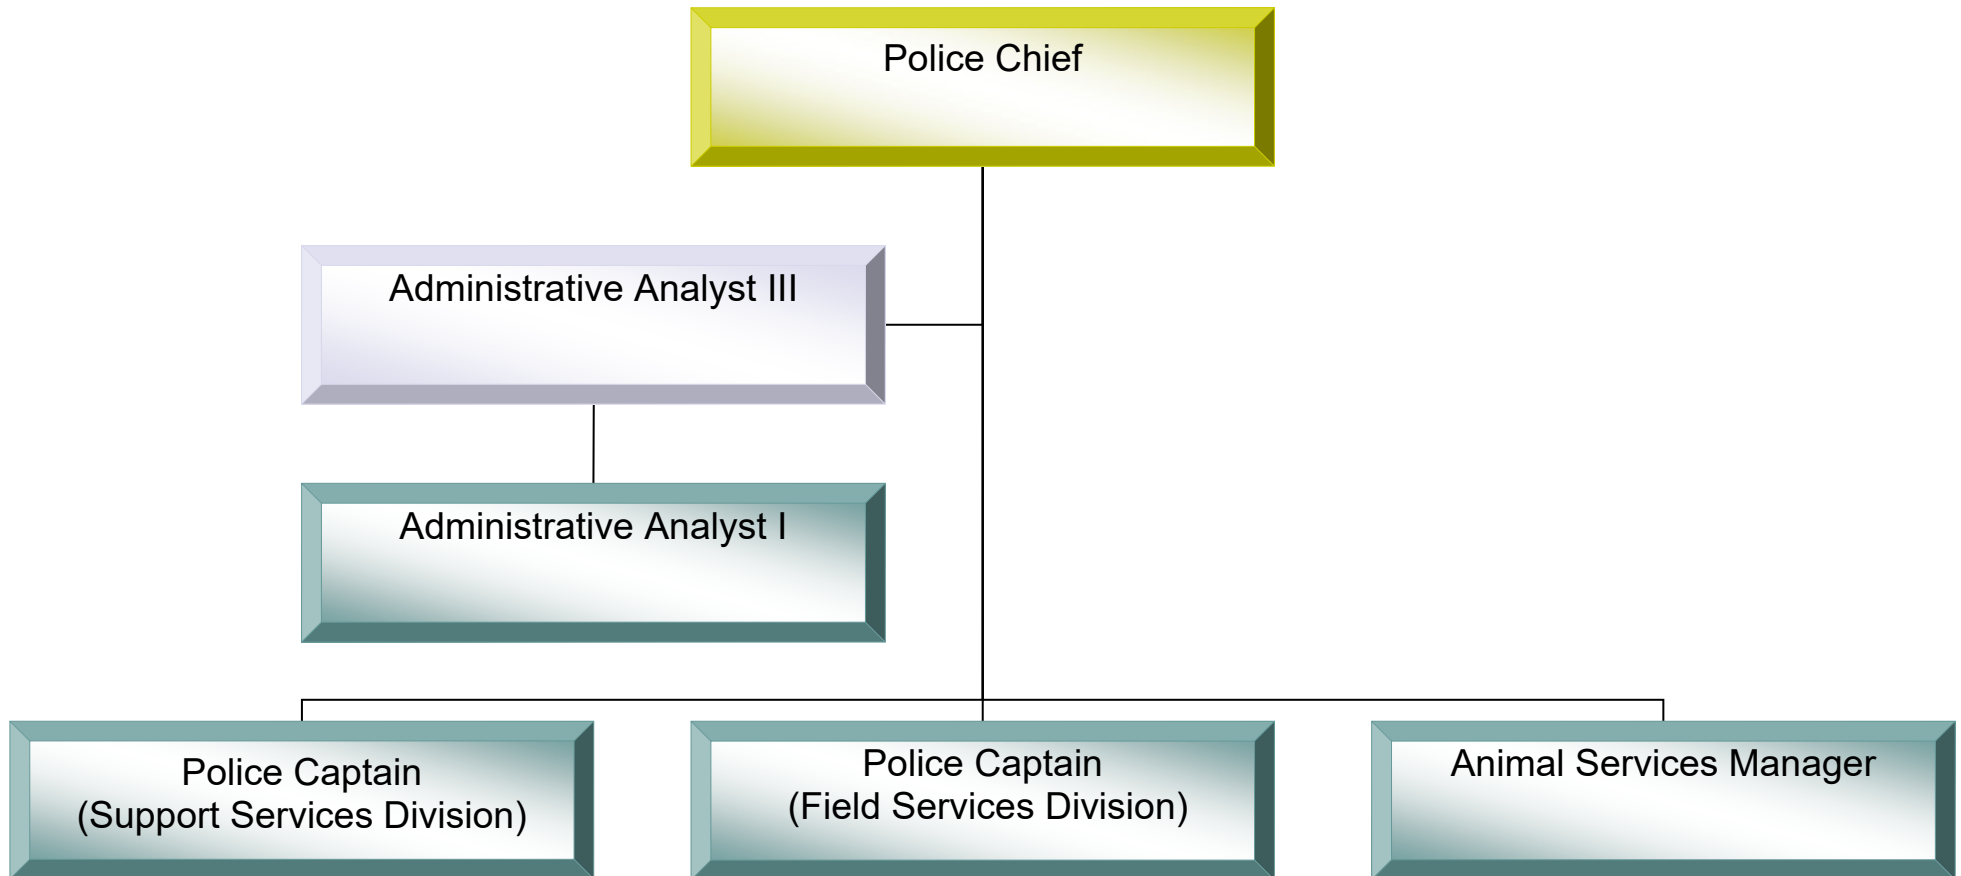 Police Chief
Administrative Analyst III
Administrative Analyst I
Police Captain
(Support Services Division)
Police Captain
(Field Services Division)
Animal Services Manager